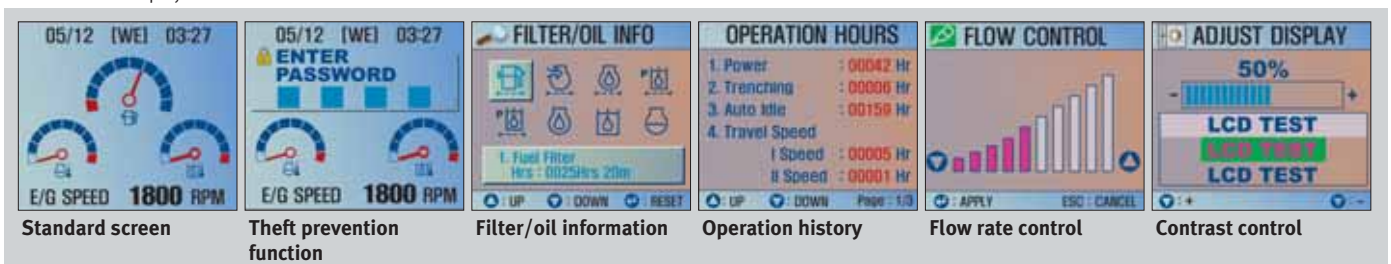 05/12 [WE] 03:27
E/G SPEED 1800 RPM
Standard screen
05/12 [WE] 03:27
ENTER
PASSWORD
E/G SPEED 1800 RPM
Theft prevention
function
FILTER/OIL INFO
1. Fuel Filter
Hrs : 0025Hrs 20m
: UP : DOWN : RESET
Filter/oil information
OPERATION HOURS
1. Power : 00042 Hr
2. Trenching : 00006 Hr
3. Auto Idle : 00159 Hr
4. Travel Speed
I Speed : 00005 Hr
II Speed : 00001 Hr
: UP : DOWN Page : 1/3
Operation history
FLOW CONTROL
: APPLY ESC : CANCEL
Flow rate control
ADJUST DISPLAY
50%
- +
LCD TEST
LCD TEST
LCD TEST
: + : -
Contrast control